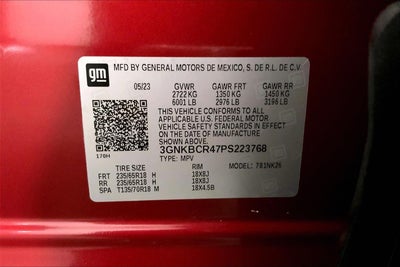 gm MFD BY GENERAL MOTORS DE MEXICO, S. DE R.L. DE C.V.
05/23 GVWR GAWR FRT GAWR RR
2722 KG 1350 KG 1450 KG
6001 LB 2976 LB 3196 LB
THIS VEHICLE CONFORMS TO ALL
APPLICABLE U.S. FEDERAL MOTOR
VEHICLE SAFETY STANDARDS IN EFFECT
ON THE DATE OF MANUFACTURE
SHOWN ABOVE.
170H 3GNKBCR47PS223768
TYPE: MPV MODEL: 781NK26
TIRE SIZE RIM
FRT 235/65R18 H 18X8J
RR 235/65R18 H 18X8J
SPA T135/70R18 M 18X4.5B